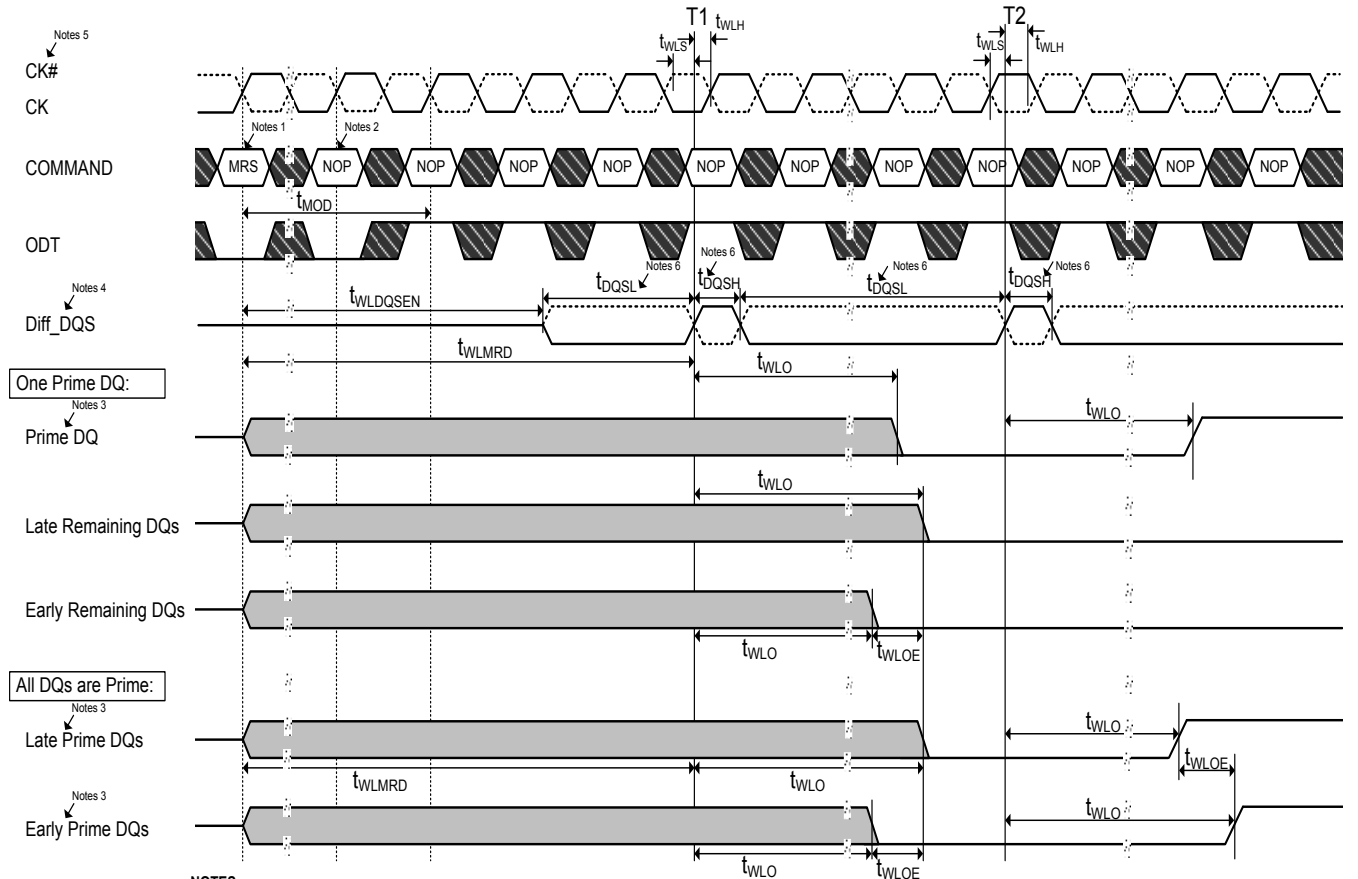 T1 T2
tWLS tWLH tWLS tWLH
Notes 5
CK#
CK
Notes 1 Notes 2
COMMAND MRS NOP NOP NOP NOP NOP NOP NOP NOP NOP NOP NOP
tMOD
ODT
Notes 6 Notes 6 Notes 6 Notes 6
tDQSL tDQSH tDQSL tDQSH
Notes 4
tWLDQSEN
Diff_DQS
tWLMRD
tWLO
One Prime DQ:
Notes 3
Prime DQ
tWLO
tWLO
Late Remaining DQs
Early Remaining DQs
tWLO tWLOE
All DQs are Prime:
Notes 3
Late Prime DQs
tWLO
tWLOE
tWLMRD tWLO
Notes 3
Early Prime DQs
tWLO
tWLO tWLOE